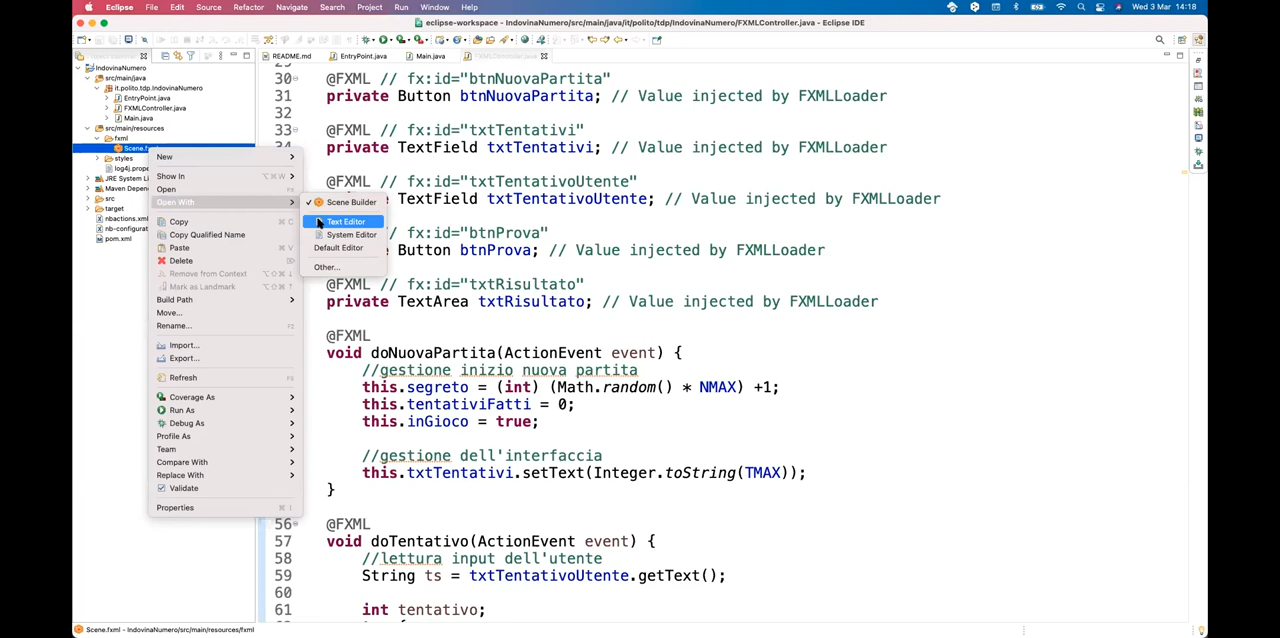 Eclipse File Edit Source Refactor Navigate Search Project Run Window Help Wed 3 Mar 14:18
eclipse-workspace - IndovinaNumero/src/main/java/it/polito/tdp/IndovinaNumero/FXMLController.java - Eclipse IDE
README.md EntryPoint.java Main.java FXMLController.java
IndovinaNumero
src/main/java
it.polito.tdp.IndovinaNumero
EntryPoint.java
FXMLController.java
Main.java
src/main/resources
fxml
Scene.fxml
styles
log4j.prope
JRE System Li
Maven Depen
src
target
nbactions.xml
nb-configurat
pom.xml
New
Show In ⌥⌘W
Open F3
Open With
Copy ⌘C
Copy Qualified Name
Paste ⌘V
Delete
Remove from Context
Mark as Landmark
Build Path
Move...
Rename... F2
Import...
Export...
Refresh F5
Coverage As
Run As
Debug As
Profile As
Team
Compare With
Replace With
Validate
Properties ⌘I
✓ Scene Builder
Text Editor
System Editor
Default Editor
Other...
30 @FXML // fx:id="btnNuovaPartita"
31 private Button btnNuovaPartita; // Value injected by FXMLLoader
32
33 @FXML // fx:id="txtTentativi"
34 private TextField txtTentativi; // Value injected by FXMLLoader
@FXML // fx:id="txtTentativoUtente"
TextField txtTentativoUtente; // Value injected by FXMLLoader
// fx:id="btnProva"
e Button btnProva; // Value injected by FXMLLoader
@FXML // fx:id="txtRisultato"
private TextArea txtRisultato; // Value injected by FXMLLoader
@FXML
void doNuovaPartita(ActionEvent event) {
//gestione inizio nuova partita
this.segreto = (int) (Math.random() * NMAX) +1;
this.tentativiFatti = 0;
this.inGioco = true;
//gestione dell'interfaccia
this.txtTentativi.setText(Integer.toString(TMAX));
}
56 @FXML
57 void doTentativo(ActionEvent event) {
58 //lettura input dell'utente
59 String ts = txtTentativoUtente.getText();
60
61 int tentativo;
Scene.fxml - IndovinaNumero/src/main/resources/fxml